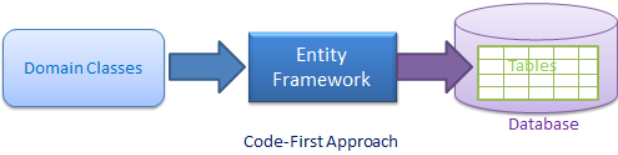 Domain Classes
Entity
Framework
Tables
Database
Code-First Approach